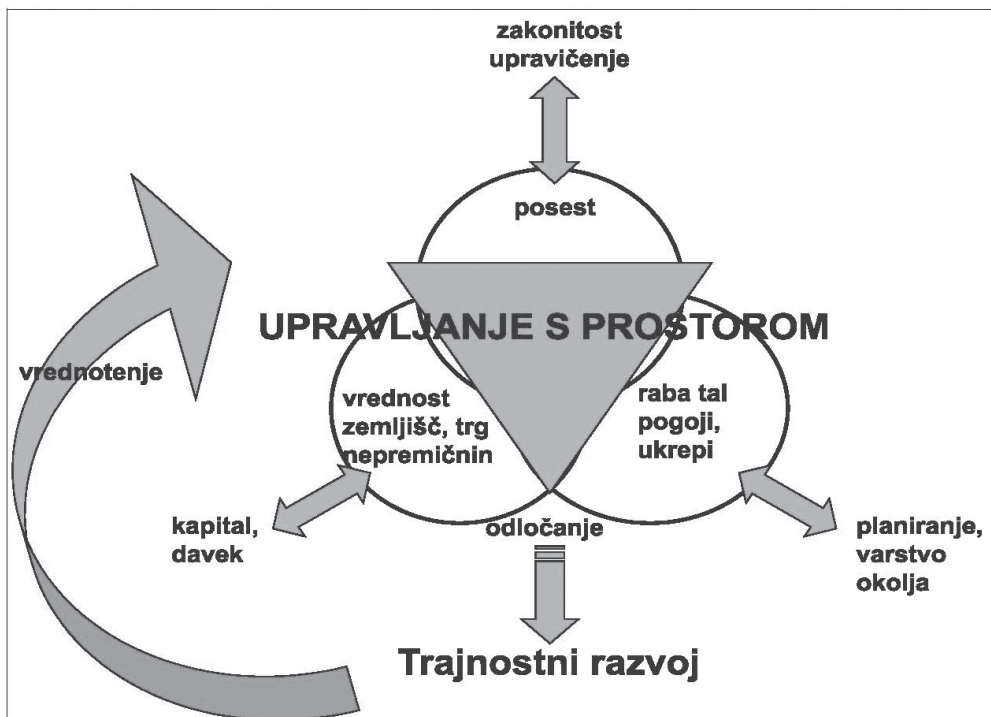 zakonitost
upravičenje
posest
UPRAVLJANJE S PROSTOROM
vrednotenje
vrednost
zemljišč, trg
nepremičnin
raba tal
pogoji,
ukrepi
kapital,
davek
odločanje
planiranje,
varstvo
okolja
Trajnostni razvoj